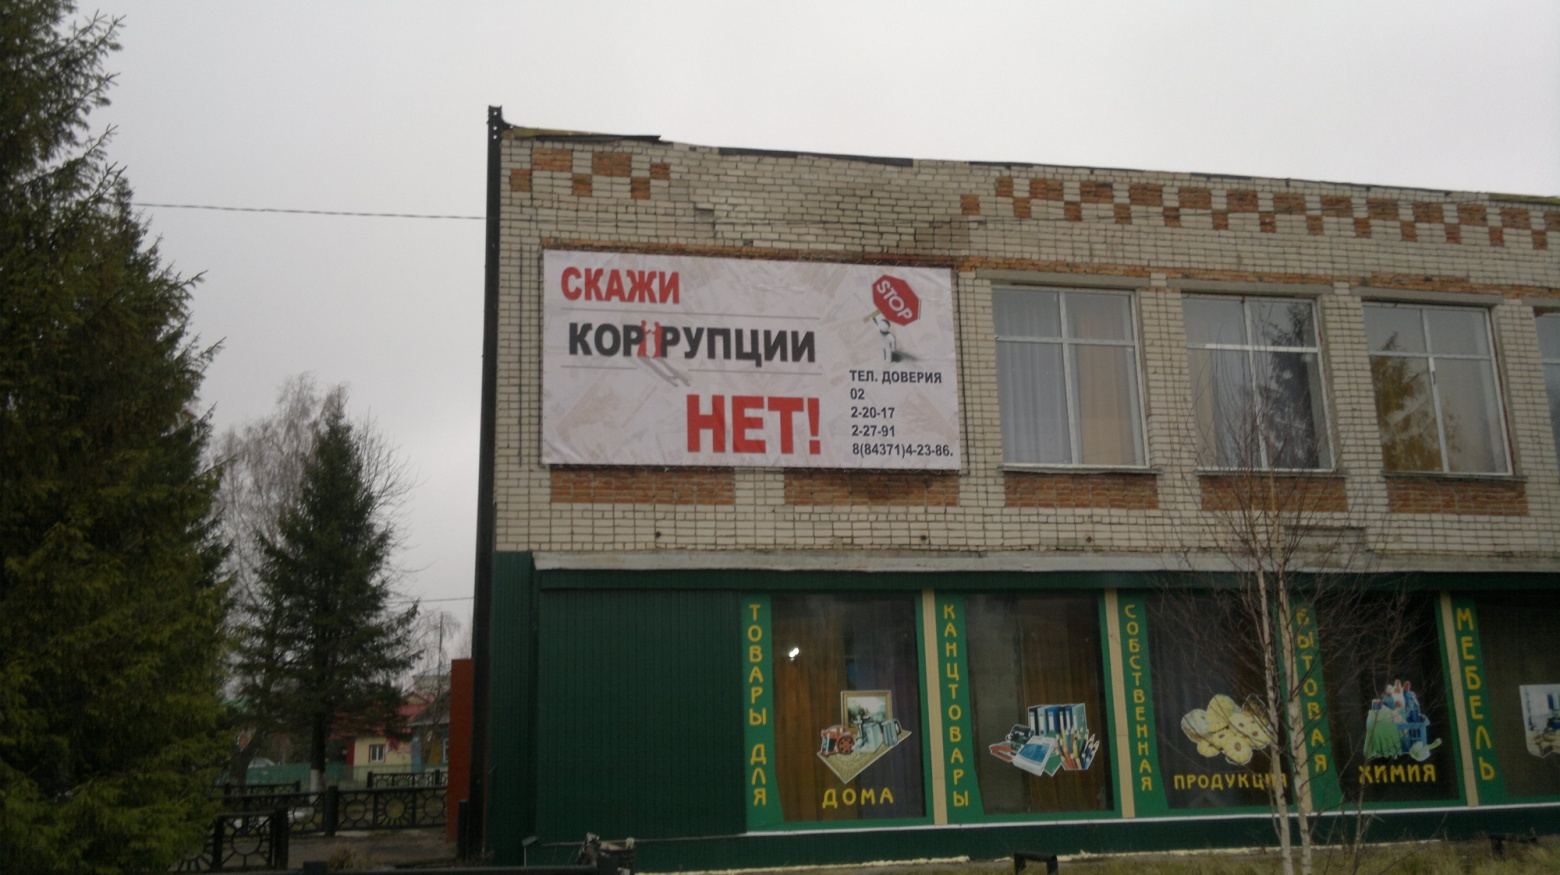 СКАЖИ
КОРРУПЦИИ
НЕТ!
STOP
ТЕЛ. ДОВЕРИЯ
02
2-20-17
2-27-91
8(84371)4-23-86.
ТОВАРЫ ДЛЯ
ДОМА
КАНЦТОВАРЫ
СОБСТВЕННАЯ
ПРОДУКЦИЯ
БЫТОВАЯ
ХИМИЯ
МЕБЕЛЬ